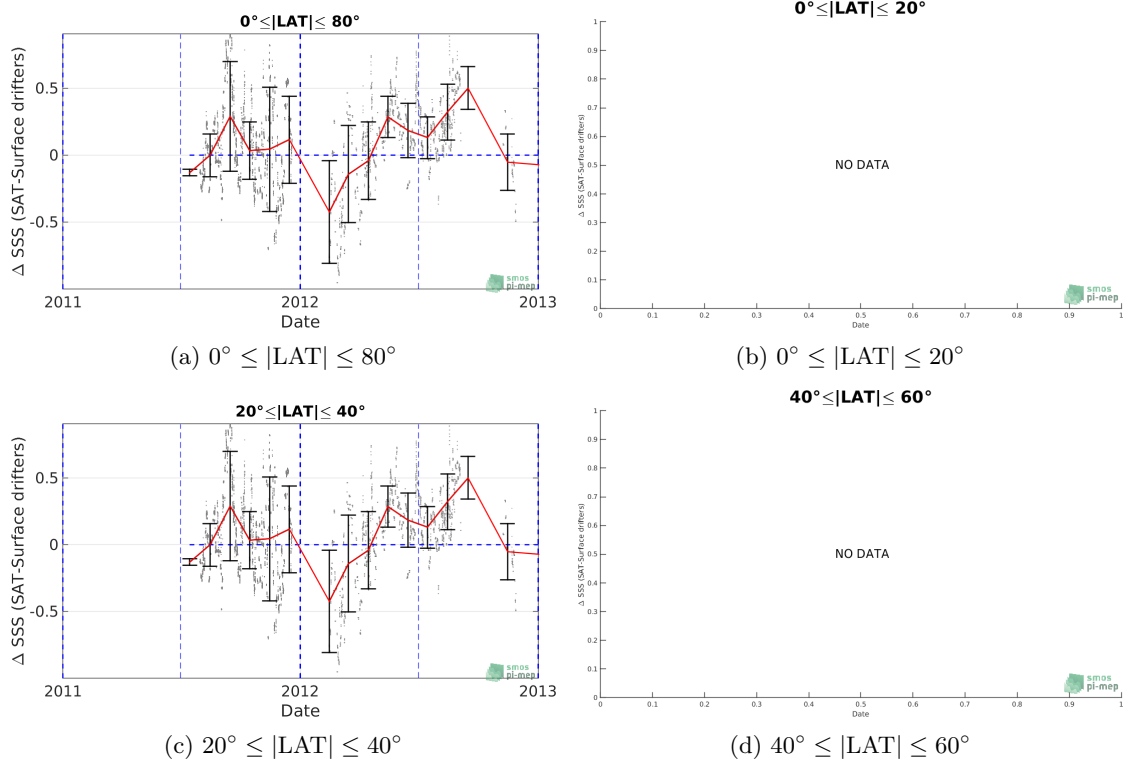 0°≤|LAT|≤ 80°
Δ SSS (SAT-Surface drifters)
0.5
0
-0.5
2011
2012
2013
Date
smos
pi-mep
(a) 0° ≤ |LAT| ≤ 80°
0°≤|LAT|≤ 20°
Δ SSS (SAT-Surface drifters)
1
0.9
0.8
0.7
0.6
0.5
0.4
0.3
0.2
0.1
0
NO DATA
smos
pi-mep
0 0.1 0.2 0.3 0.4 0.5 0.6 0.7 0.8 0.9 1
Date
(b) 0° ≤ |LAT| ≤ 20°
20°≤|LAT|≤ 40°
Δ SSS (SAT-Surface drifters)
0.5
0
-0.5
2011
2012
2013
Date
smos
pi-mep
(c) 20° ≤ |LAT| ≤ 40°
40°≤|LAT|≤ 60°
Δ SSS (SAT-Surface drifters)
1
0.9
0.8
0.7
0.6
0.5
0.4
0.3
0.2
0.1
0
NO DATA
smos
pi-mep
0 0.1 0.2 0.3 0.4 0.5 0.6 0.7 0.8 0.9 1
Date
(d) 40° ≤ |LAT| ≤ 60°